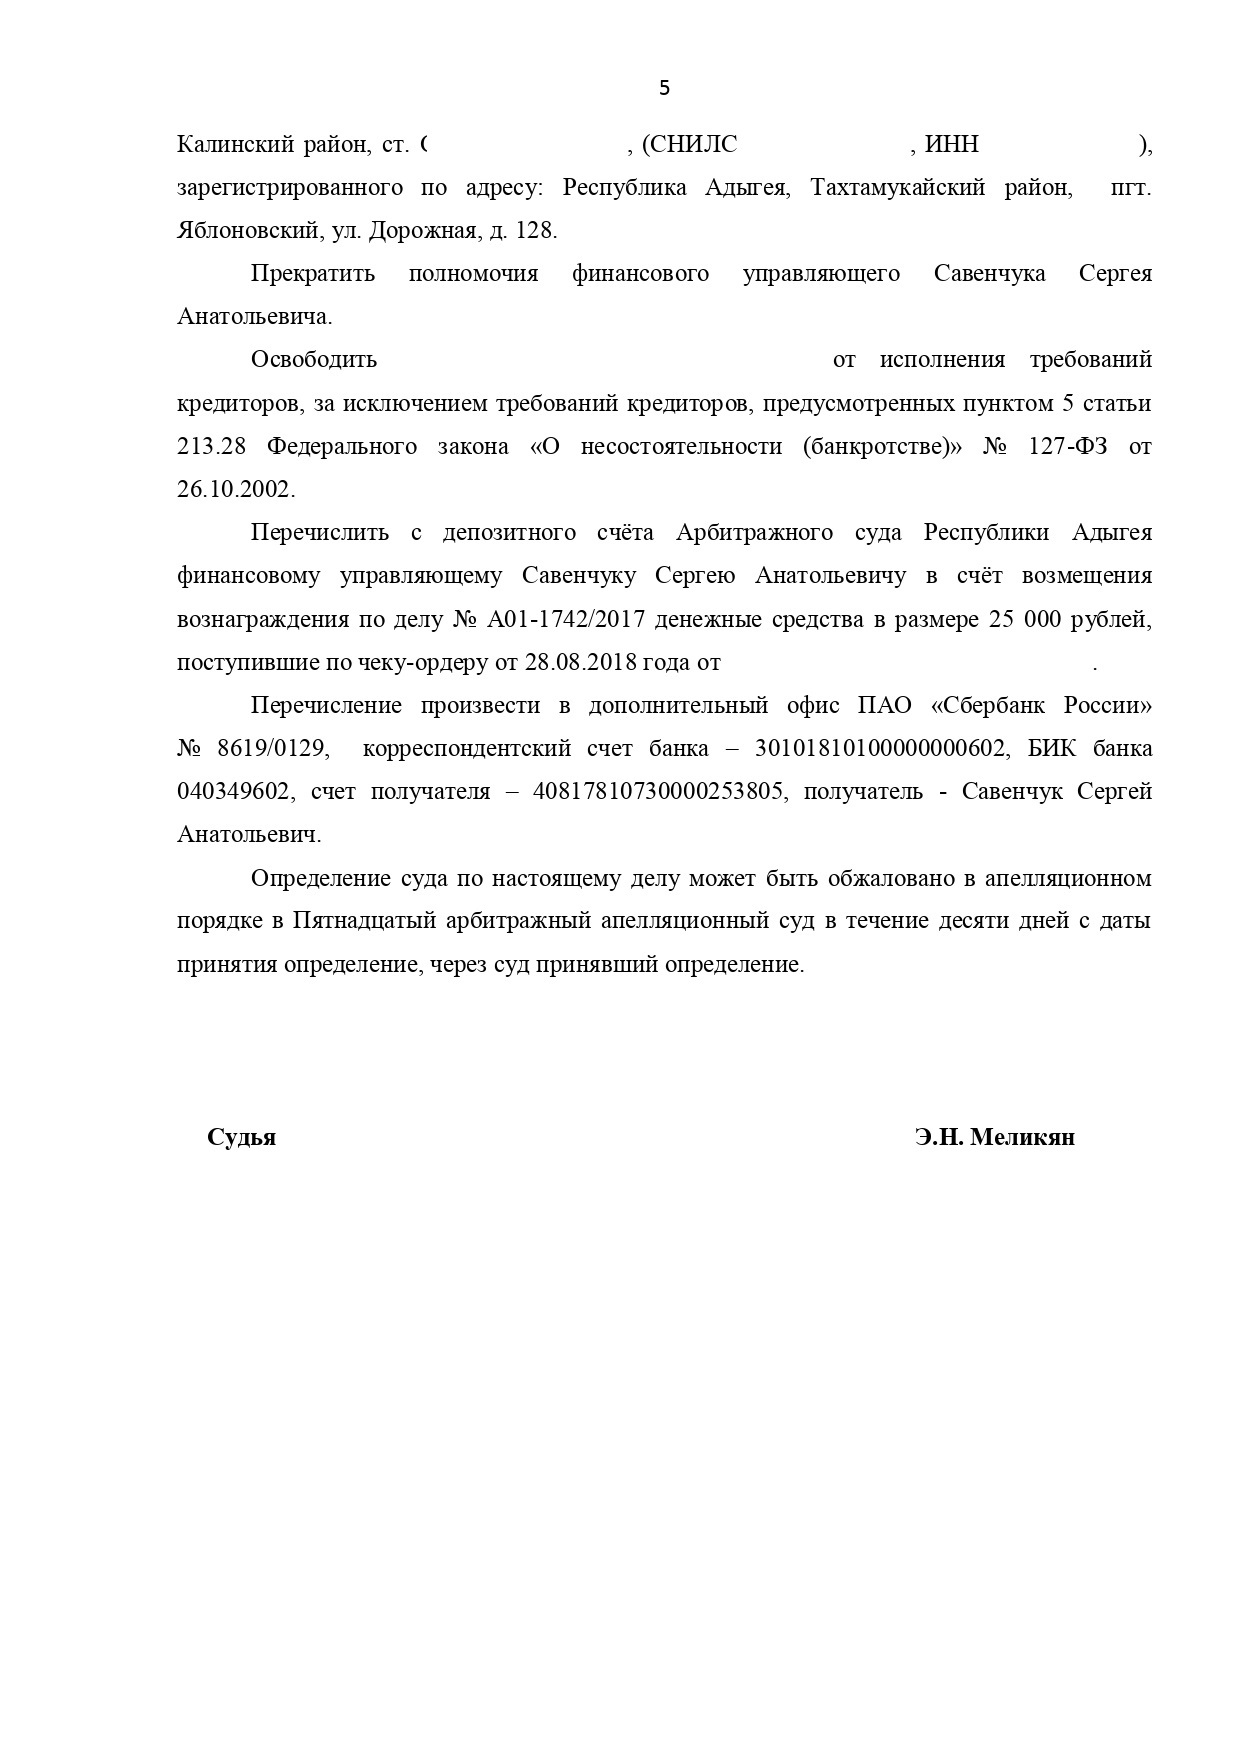 5
Калинский район, ст. , (СНИЛС , ИНН ),
зарегистрированного по адресу: Республика Адыгея, Тахтамукайский район, пгт.
Яблоновский, ул. Дорожная, д. 128.
Прекратить полномочия финансового управляющего Савенчука Сергея
Анатольевича.
Освободить от исполнения требований
кредиторов, за исключением требований кредиторов, предусмотренных пунктом 5 статьи
213.28 Федерального закона «О несостоятельности (банкротстве)» № 127-ФЗ от
26.10.2002.
Перечислить с депозитного счёта Арбитражного суда Республики Адыгея
финансовому управляющему Савенчуку Сергею Анатольевичу в счёт возмещения
вознаграждения по делу № А01-1742/2017 денежные средства в размере 25 000 рублей,
поступившие по чеку-ордеру от 28.08.2018 года от .
Перечисление произвести в дополнительный офис ПАО «Сбербанк России»
№ 8619/0129, корреспондентский счет банка – 30101810100000000602, БИК банка
040349602, счет получателя – 40817810730000253805, получатель - Савенчук Сергей
Анатольевич.
Определение суда по настоящему делу может быть обжаловано в апелляционном
порядке в Пятнадцатый арбитражный апелляционный суд в течение десяти дней с даты
принятия определение, через суд принявший определение.
Судья Э.Н. Меликян